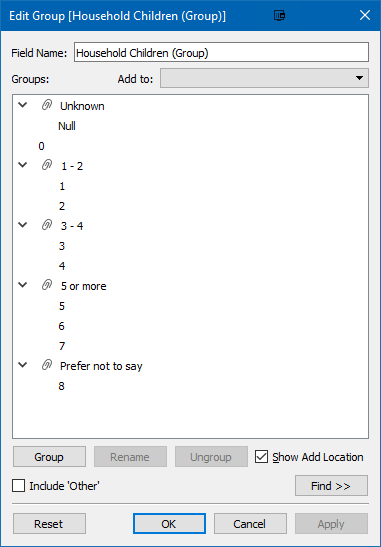 Edit Group [Household Children (Group)]
Field Name: Household Children (Group)
Groups: Add to:
Unknown
Null
0
1 - 2
1
2
3 - 4
3
4
5 or more
5
6
7
Prefer not to say
8
Group Rename Ungroup Show Add Location
Include 'Other' Find >>
Reset OK Cancel Apply